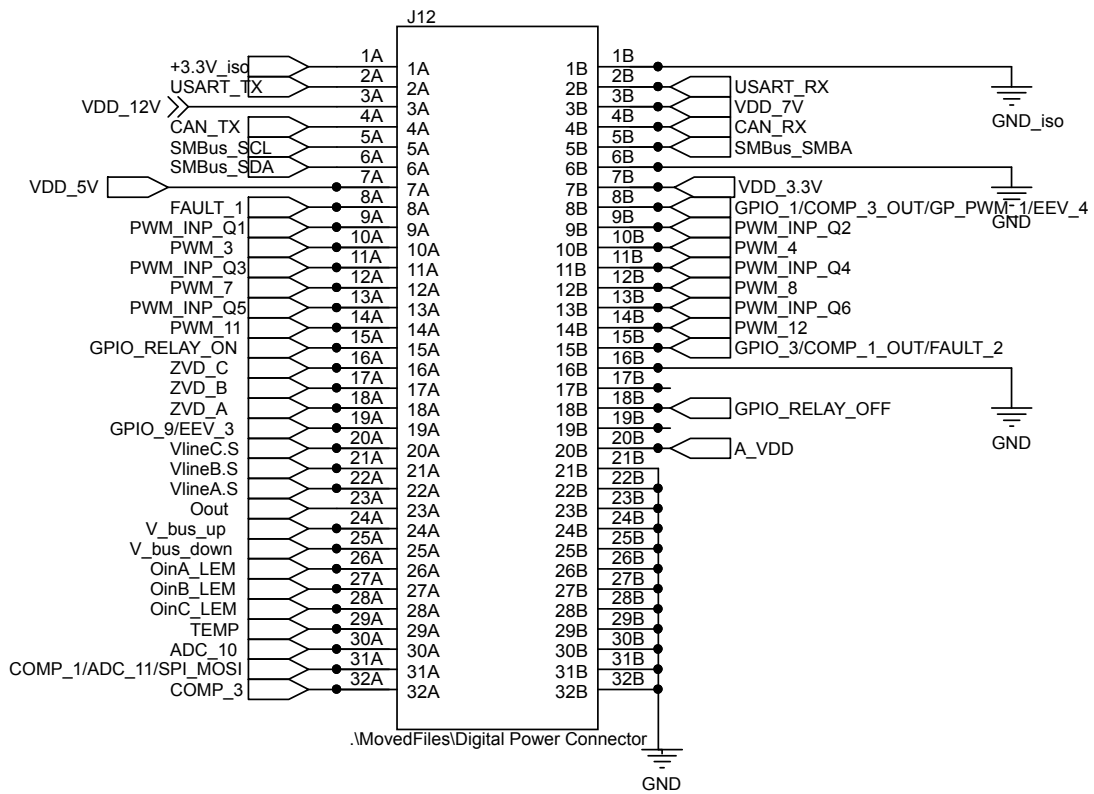 J12
1A 1A 1B 1B
+3.3V_iso
2A 2A 2B 2B
USART_TX USART_RX
3A 3A 3B 3B
VDD_12V VDD_7V
GND_iso
4A 4A 4B 4B
CAN_TX CAN_RX
5A 5A 5B 5B
SMBus_SCL SMBus_SMBA
6A 6A 6B 6B
SMBus_SDA
7A 7A 7B 7B
VDD_5V VDD_3.3V
8A 8A 8B 8B
FAULT_1 GPIO_1/COMP_3_OUT/GP_PWM_1/EEV_4
GND
9A 9A 9B 9B
PWM_INP_Q1 PWM_INP_Q2
10A 10A 10B 10B
PWM_3 PWM_4
11A 11A 11B 11B
PWM_INP_Q3 PWM_INP_Q4
12A 12A 12B 12B
PWM_7 PWM_8
13A 13A 13B 13B
PWM_INP_Q5 PWM_INP_Q6
14A 14A 14B 14B
PWM_11 PWM_12
15A 15A 15B 15B
GPIO_RELAY_ON GPIO_3/COMP_1_OUT/FAULT_2
16A 16A 16B 16B
ZVD_C
17A 17A 17B 17B
ZVD_B
18A 18A 18B 18B
ZVD_A GPIO_RELAY_OFF
19A 19A 19B 19B
GPIO_9/EEV_3
GND
20A 20A 20B 20B
VlineC.S A_VDD
21A 21A 21B 21B
VlineB.S
22A 22A 22B 22B
VlineA.S
23A 23A 23B 23B
Oout
24A 24A 24B 24B
V_bus_up
25A 25A 25B 25B
V_bus_down
26A 26A 26B 26B
OinA_LEM
27A 27A 27B 27B
OinB_LEM
28A 28A 28B 28B
OinC_LEM
29A 29A 29B 29B
TEMP
30A 30A 30B 30B
ADC_10
31A 31A 31B 31B
COMP_1/ADC_11/SPI_MOSI
32A 32A 32B 32B
COMP_3
.\MovedFiles\Digital Power Connector
GND